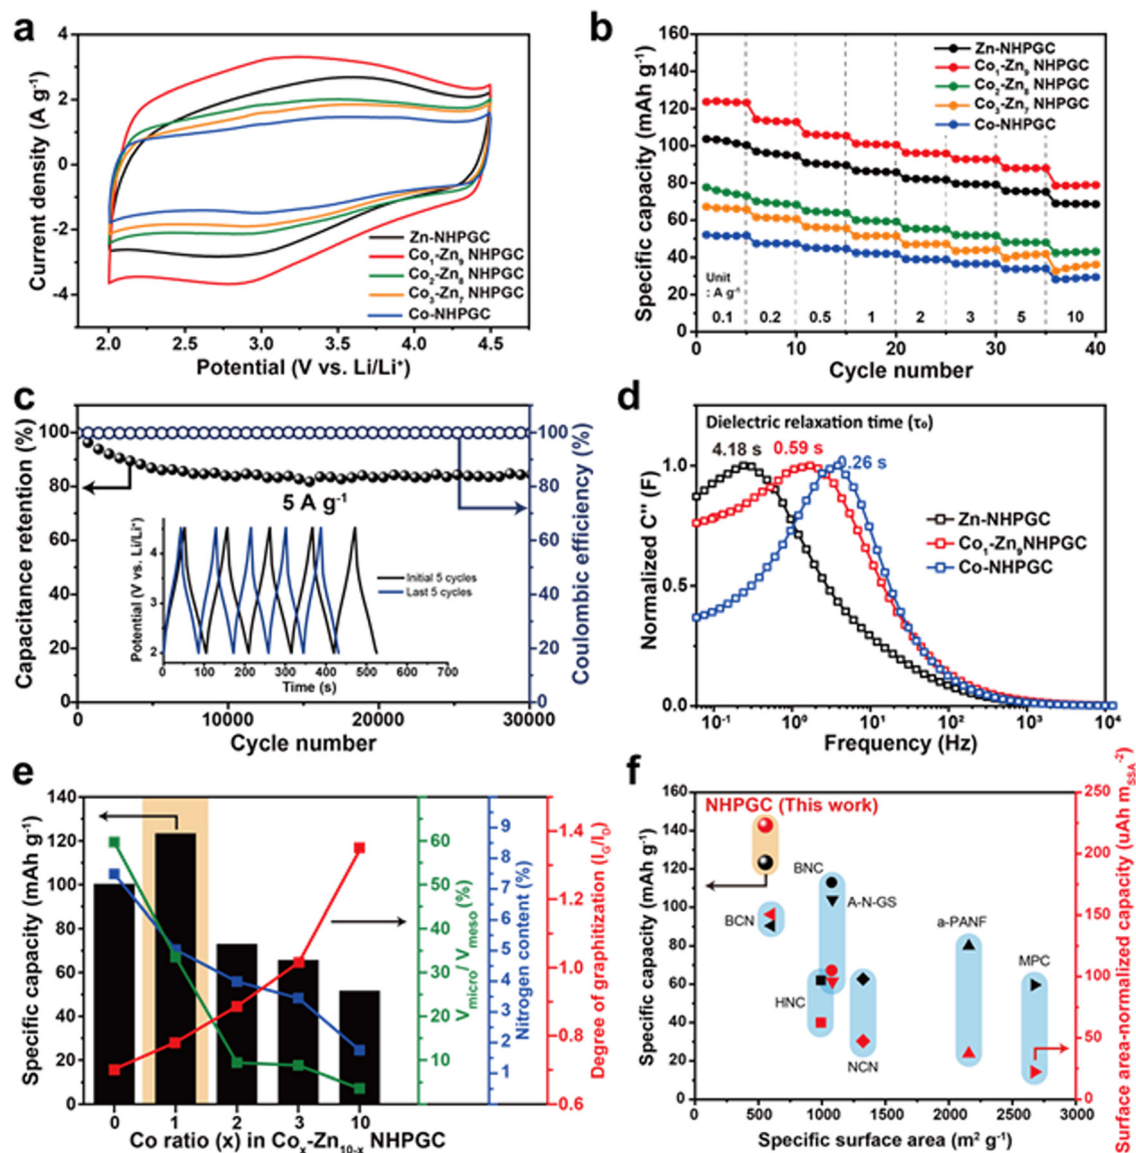 a
Current density (A g⁻¹)
4
2
0
-2
-4
Zn-NHPGC
Co₁-Zn₉ NHPGC
Co₂-Zn₈ NHPGC
Co₃-Zn₇ NHPGC
Co-NHPGC
2.0 2.5 3.0 3.5 4.0 4.5
Potential (V vs. Li/Li⁺)
b
Specific capacity (mAh g⁻¹)
160
140
120
100
80
60
40
20
0
Zn-NHPGC
Co₁-Zn₉ NHPGC
Co₂-Zn₈ NHPGC
Co₃-Zn₇ NHPGC
Co-NHPGC
Unit
: A g⁻¹
0.1 0.2 0.5 1 2 3 5 10
0 10 20 30 40
Cycle number
c
Capacitance retention (%)
100
80
60
40
20
0
5 A g⁻¹
Potential (V vs. Li/Li⁺)
4
3
2
Initial 5 cycles
Last 5 cycles
0 100 200 300 400 500 600 700
Time (s)
100
80
60
40
20
0
Coulombic efficiency (%)
0 10000 20000 30000
Cycle number
d
Normalized C'' (F)
1.0
0.5
0.0
Dielectric relaxation time (τ₀)
4.18 s 0.59 s 0.26 s
Zn-NHPGC
Co₁-Zn₉NHPGC
Co-NHPGC
10⁻¹ 10⁰ 10¹ 10² 10³ 10⁴
Frequency (Hz)
e
Specific capacity (mAh g⁻¹)
140
120
100
80
60
40
20
0
60
50
40
30
20
10
V_micro/ V_meso (%)
9
8
7
6
5
4
3
2
1
Nitrogen content (%)
1.4
1.2
1.0
0.8
0.6
Degree of graphitization (I_G/I_D)
0 1 2 3 10
Co ratio (x) in Coₓ-Zn₁₀₋ₓ NHPGC
f
Specific capacity (mAh g⁻¹)
160
140
120
100
80
60
40
20
0
NHPGC (This work)
BNC
A-N-GS
BCN
a-PANF
MPC
HNC
NCN
250
200
150
100
50
0
Surface area-normalized capacity (uAh m_SSA⁻²)
0 500 1000 1500 2000 2500 3000
Specific surface area (m² g⁻¹)